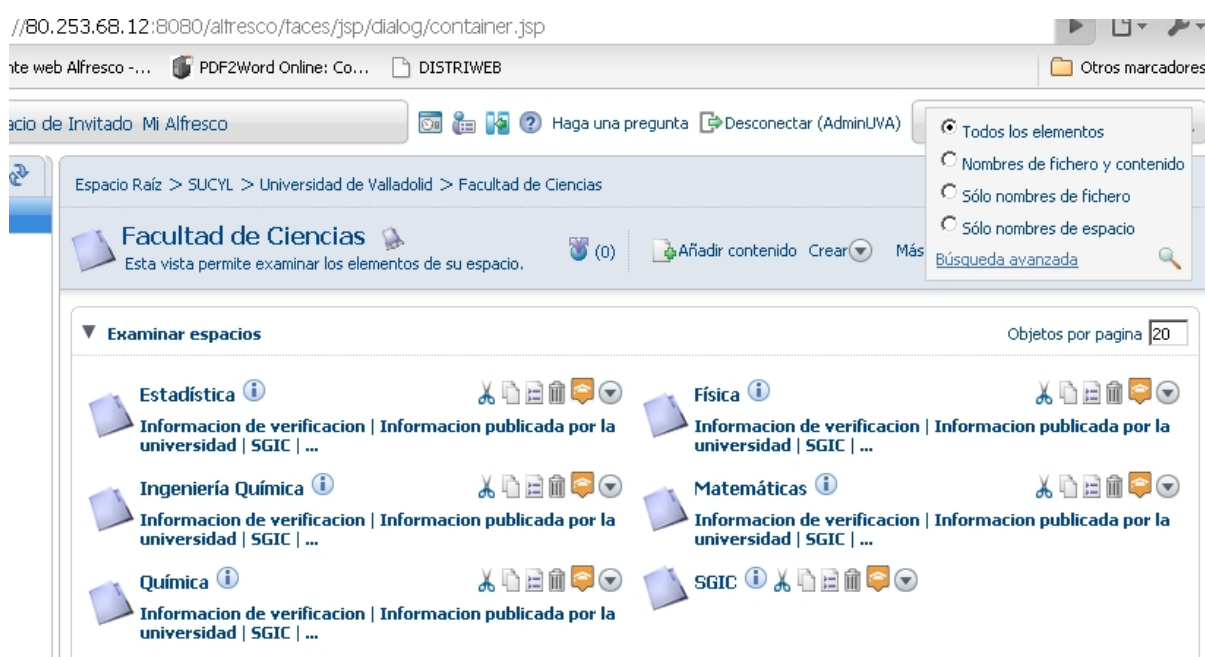 //80.253.68.12:8080/alfresco/faces/jsp/dialog/container.jsp
nte web Alfresco -... PDF2Word Online: Co... DISTRIWEB Otros marcadores
acio de Invitado Mi Alfresco Haga una pregunta Desconectar (AdminUVA)
Todos los elementos
Nombres de fichero y contenido
Sólo nombres de fichero
Sólo nombres de espacio
Búsqueda avanzada
Espacio Raíz > SUCYL > Universidad de Valladolid > Facultad de Ciencias
Facultad de Ciencias
Esta vista permite examinar los elementos de su espacio.
(0) Añadir contenido Crear Más
Examinar espacios Objetos por pagina 20
Estadística
Informacion de verificacion | Informacion publicada por la
universidad | SGIC | ...
Física
Informacion de verificacion | Informacion publicada por la
universidad | SGIC | ...
Ingeniería Química
Informacion de verificacion | Informacion publicada por la
universidad | SGIC | ...
Matemáticas
Informacion de verificacion | Informacion publicada por la
universidad | SGIC | ...
Química
Informacion de verificacion | Informacion publicada por la
universidad | SGIC | ...
SGIC